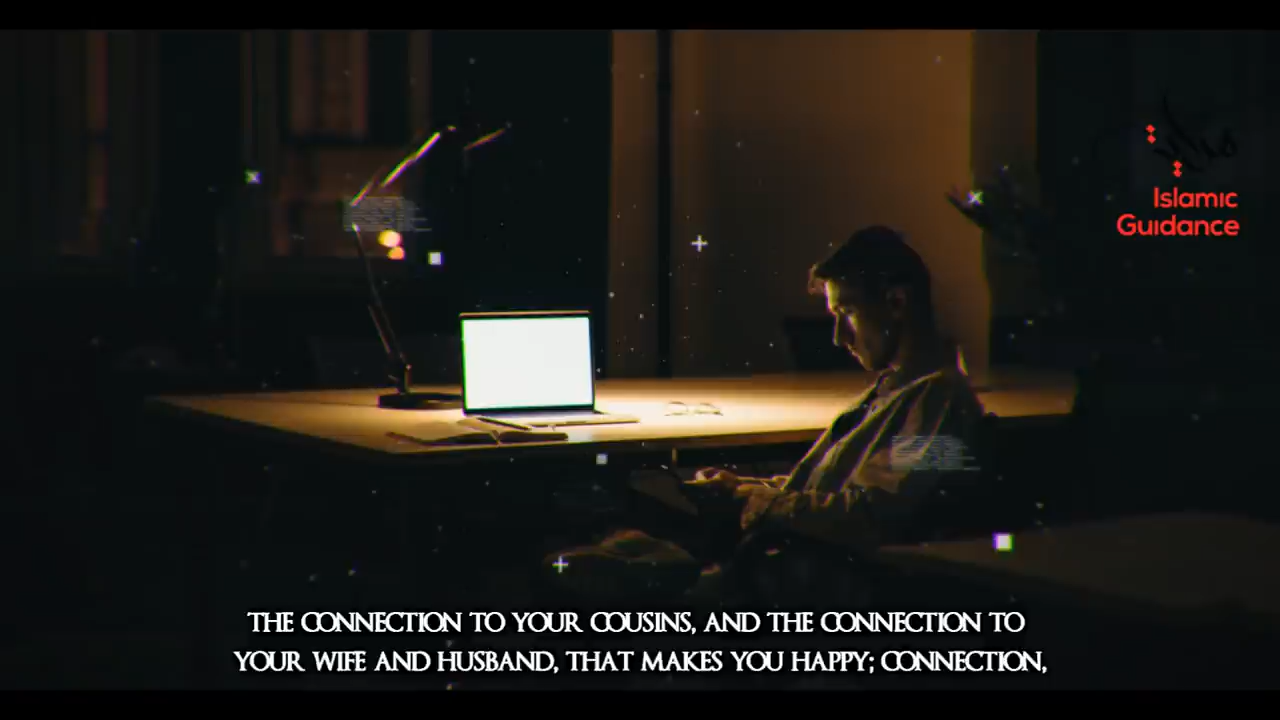 Islamic
Guidance
THE CONNECTION TO YOUR COUSINS, AND THE CONNECTION TO
YOUR WIFE AND HUSBAND, THAT MAKES YOU HAPPY; CONNECTION,